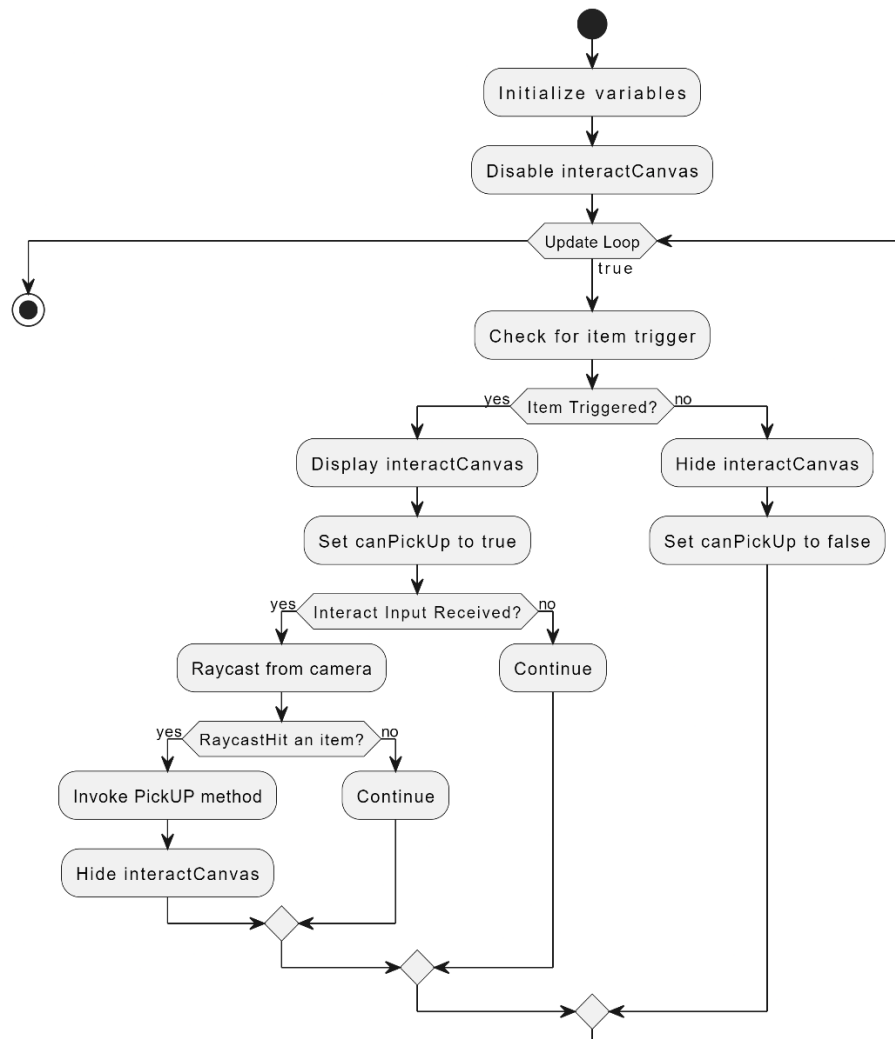 Initialize variables
Disable interactCanvas
Update Loop
true
Check for item trigger
yes
Item Triggered?
no
Display interactCanvas
Hide interactCanvas
Set canPickUp to true
Set canPickUp to false
yes
Interact Input Received?
no
Raycast from camera
Continue
yes
RaycastHit an item?
no
Invoke PickUP method
Continue
Hide interactCanvas